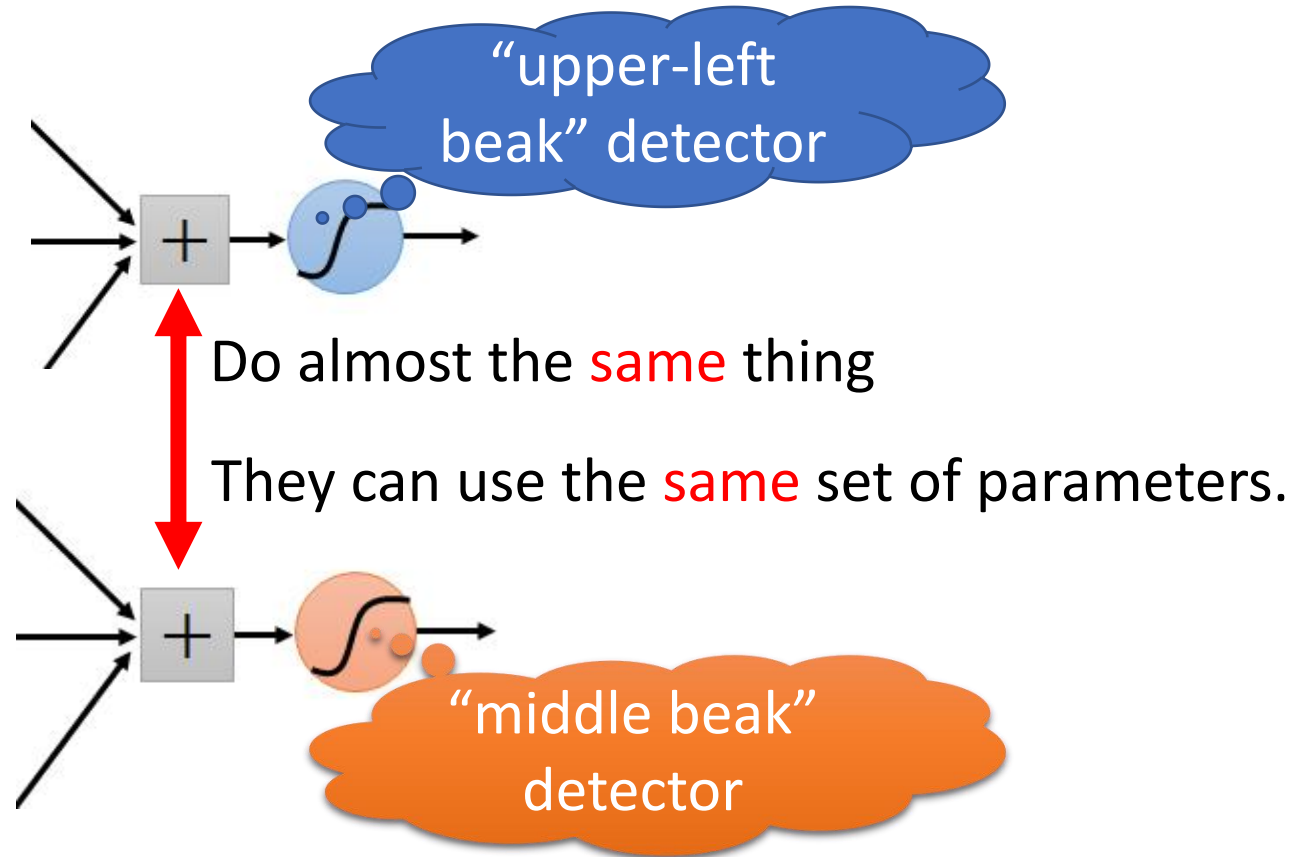 “upper-left
beak” detector
+
Do almost the same thing
They can use the same set of parameters.
+
“middle beak”
detector